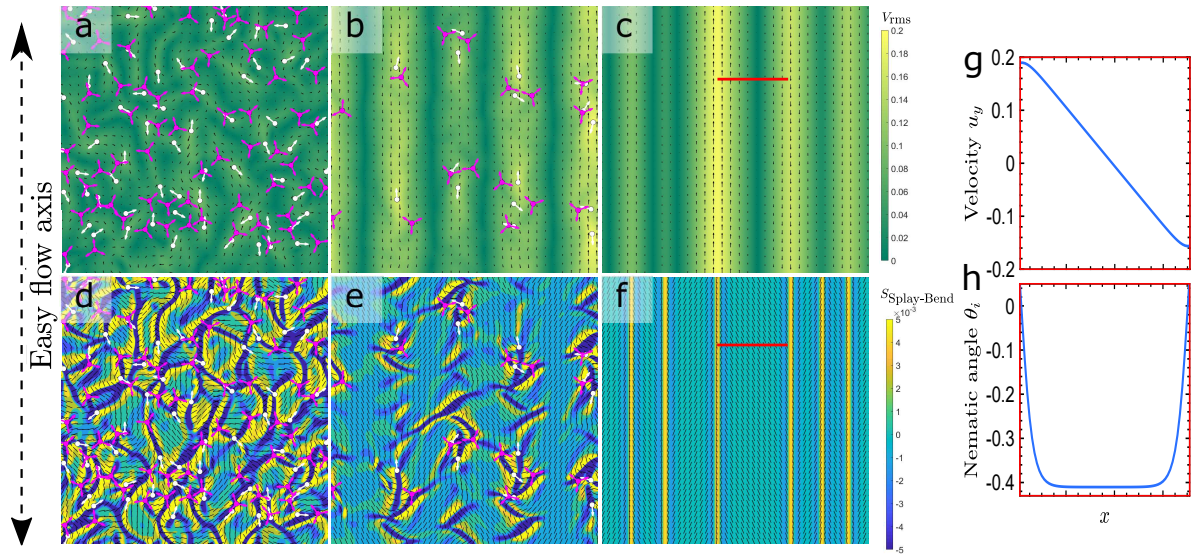 Easy flow axis
a
b
c
V_rms
0.2
0.18
0.16
0.14
0.12
0.1
0.08
0.06
0.04
0.02
0
d
e
f
S_Splay-Bend
×10^-3
5
4
3
2
1
0
-1
-2
-3
-4
-5
g
Velocity u_y
0.2
0.1
0
-0.1
-0.2
h
Nematic angle θ_i
0
-0.1
-0.2
-0.3
-0.4
x